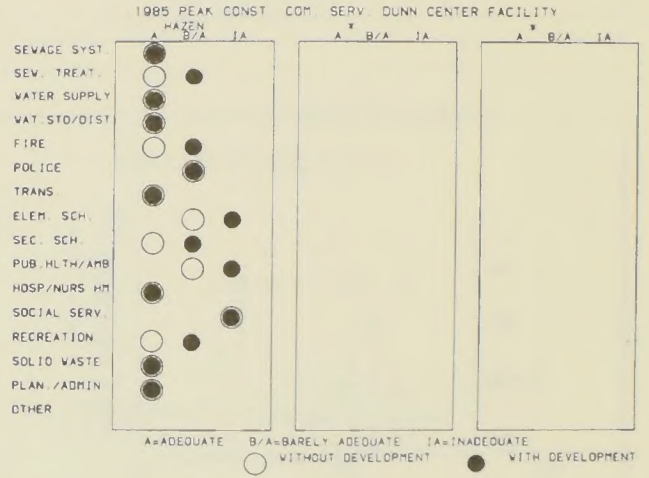 1985 PEAK CONST COM. SERV. DUNN CENTER FACILITY
HAZEN * *
A B/A IA A B/A IA A B/A IA
SEWAGE SYST.
SEW. TREAT.
WATER SUPPLY
WAT.STO/DIST
FIRE
POLICE
TRANS.
ELEM. SCH.
SEC. SCH.
PUB.HLTH/AMB
HOSP/NURS HM
SOCIAL SERV.
RECREATION
SOLID WASTE
PLAN./ADMIN
OTHER
A=ADEQUATE B/A=BARELY ADEQUATE IA=INADEQUATE
WITHOUT DEVELOPMENT WITH DEVELOPMENT